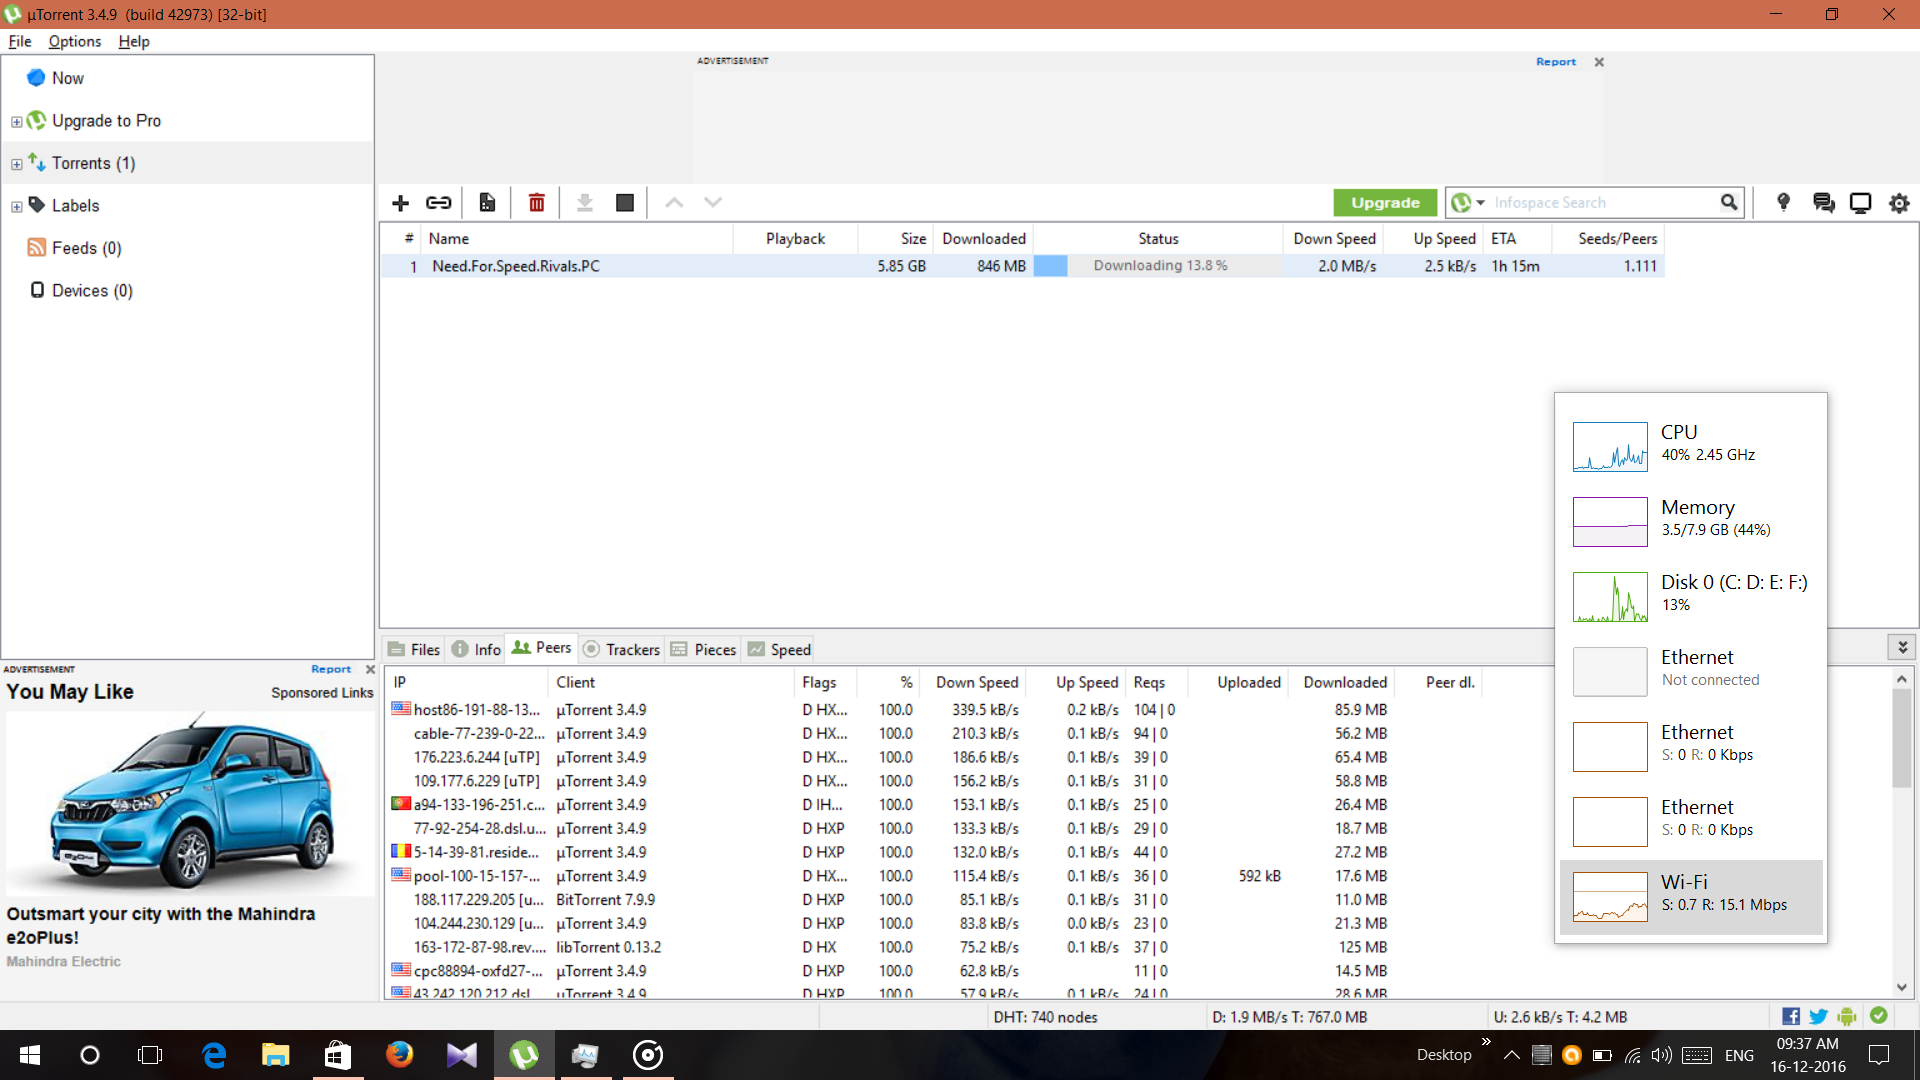 µTorrent 3.4.9 (build 42973) [32-bit]
File Options Help
Now
Upgrade to Pro
Torrents (1)
Labels
Feeds (0)
Devices (0)
ADVERTISEMENT Report
Upgrade Infospace Search
# Name Playback Size Downloaded Status Down Speed Up Speed ETA Seeds/Peers
1 Need.For.Speed.Rivals.PC 5.85 GB 846 MB Downloading 13.8 % 2.0 MB/s 2.5 kB/s 1h 15m 1.111
CPU
40% 2.45 GHz
Memory
3.5/7.9 GB (44%)
Disk 0 (C: D: E: F:)
13%
Ethernet
Not connected
Ethernet
S: 0 R: 0 Kbps
Ethernet
S: 0 R: 0 Kbps
Wi-Fi
S: 0.7 R: 15.1 Mbps
ADVERTISEMENT Report
You May Like Sponsored Links
e2oPlus
Outsmart your city with the Mahindra
e2oPlus!
Mahindra Electric
Files Info Peers Trackers Pieces Speed
IP Client Flags % Down Speed Up Speed Reqs Uploaded Downloaded Peer dl.
host86-191-88-13... µTorrent 3.4.9 D HX... 100.0 339.5 kB/s 0.2 kB/s 104 | 0 85.9 MB
cable-77-239-0-22... µTorrent 3.4.9 D HX... 100.0 210.3 kB/s 0.1 kB/s 94 | 0 56.2 MB
176.223.6.244 [uTP] µTorrent 3.4.9 D HX... 100.0 186.6 kB/s 0.1 kB/s 39 | 0 65.4 MB
109.177.6.229 [uTP] µTorrent 3.4.9 D HX... 100.0 156.2 kB/s 0.1 kB/s 31 | 0 58.8 MB
a94-133-196-251.c... µTorrent 3.4.9 D IH... 100.0 153.1 kB/s 0.1 kB/s 25 | 0 26.4 MB
77-92-254-28.dsl.u... µTorrent 3.4.9 D HXP 100.0 133.3 kB/s 0.1 kB/s 29 | 0 18.7 MB
5-14-39-81.reside... µTorrent 3.4.9 D HXP 100.0 132.0 kB/s 0.1 kB/s 44 | 0 27.2 MB
pool-100-15-157-... µTorrent 3.4.9 D HX... 100.0 115.4 kB/s 0.1 kB/s 36 | 0 592 kB 17.6 MB
188.117.229.205 [u... BitTorrent 7.9.9 D HXP 100.0 85.1 kB/s 0.1 kB/s 31 | 0 11.0 MB
104.244.230.129 [u... µTorrent 3.4.9 D HXP 100.0 83.8 kB/s 0.0 kB/s 23 | 0 21.3 MB
163-172-87-98.rev.... libTorrent 0.13.2 D HX 100.0 75.2 kB/s 0.1 kB/s 37 | 0 125 MB
cpc88894-oxfd27-... µTorrent 3.4.9 D HXP 100.0 62.8 kB/s 11 | 0 14.5 MB
43.242.120.212.dsl... µTorrent 3.4.9 D HXP 100.0 57.9 kB/s 0.1 kB/s 24 | 0 28.6 MB
DHT: 740 nodes D: 1.9 MB/s T: 767.0 MB U: 2.6 kB/s T: 4.2 MB
Desktop ENG 09:37 AM
16-12-2016